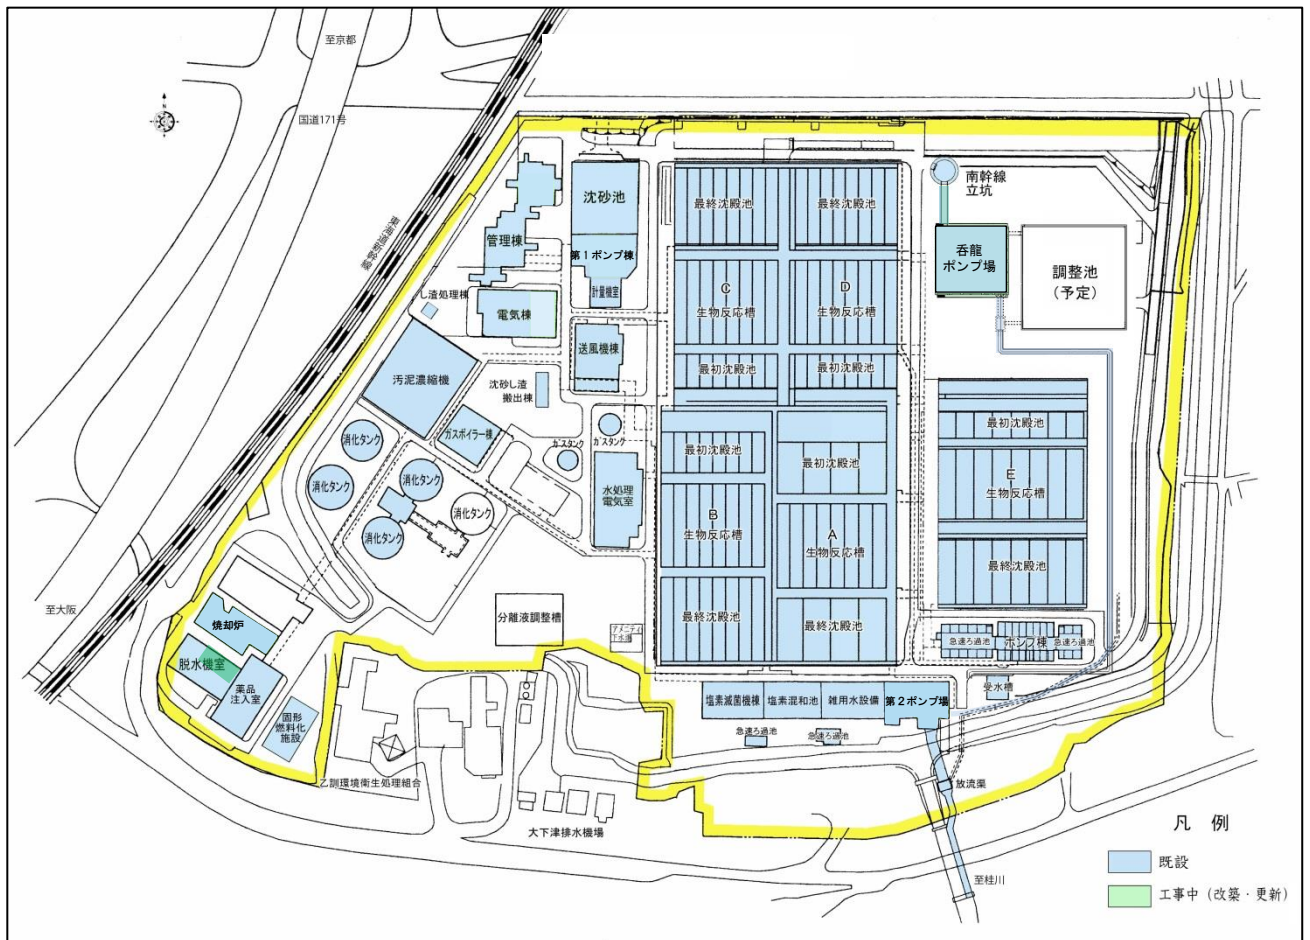 至京都
国道171号
N
東海道新幹線
沈砂池
最終沈殿池
最終沈殿池
南幹線
立坑
管理棟
第1ポンプ棟
呑龍
ポンプ場
調整池
(予定)
計量機室
C
生物反応槽
D
生物反応槽
し渣処理棟
電気棟
送風機棟
汚泥濃縮機
沈砂し渣
搬出棟
最初沈殿池
最初沈殿池
ガスボイラー棟
ガスタンク
ガスタンク
消化タンク
消化タンク
消化タンク
消化タンク
消化タンク
水処理
電気室
最初沈殿池
最初沈殿池
最初沈殿池
B
生物反応槽
A
生物反応槽
E
生物反応槽
最終沈殿池
最終沈殿池
最終沈殿池
至大阪
焼却炉
脱水機室
薬品
注入室
固形
燃料化
施設
分離液調整槽
アメニティ
下水道
急速ろ過池
ポンプ棟
急速ろ過池
受水槽
塩素滅菌機棟
塩素混和池
雑用水設備
第2ポンプ場
急速ろ過池
急速ろ過池
乙訓環境衛生処理組合
大下津排水機場
放流渠
至桂川
凡 例
既設
工事中(改築・更新)